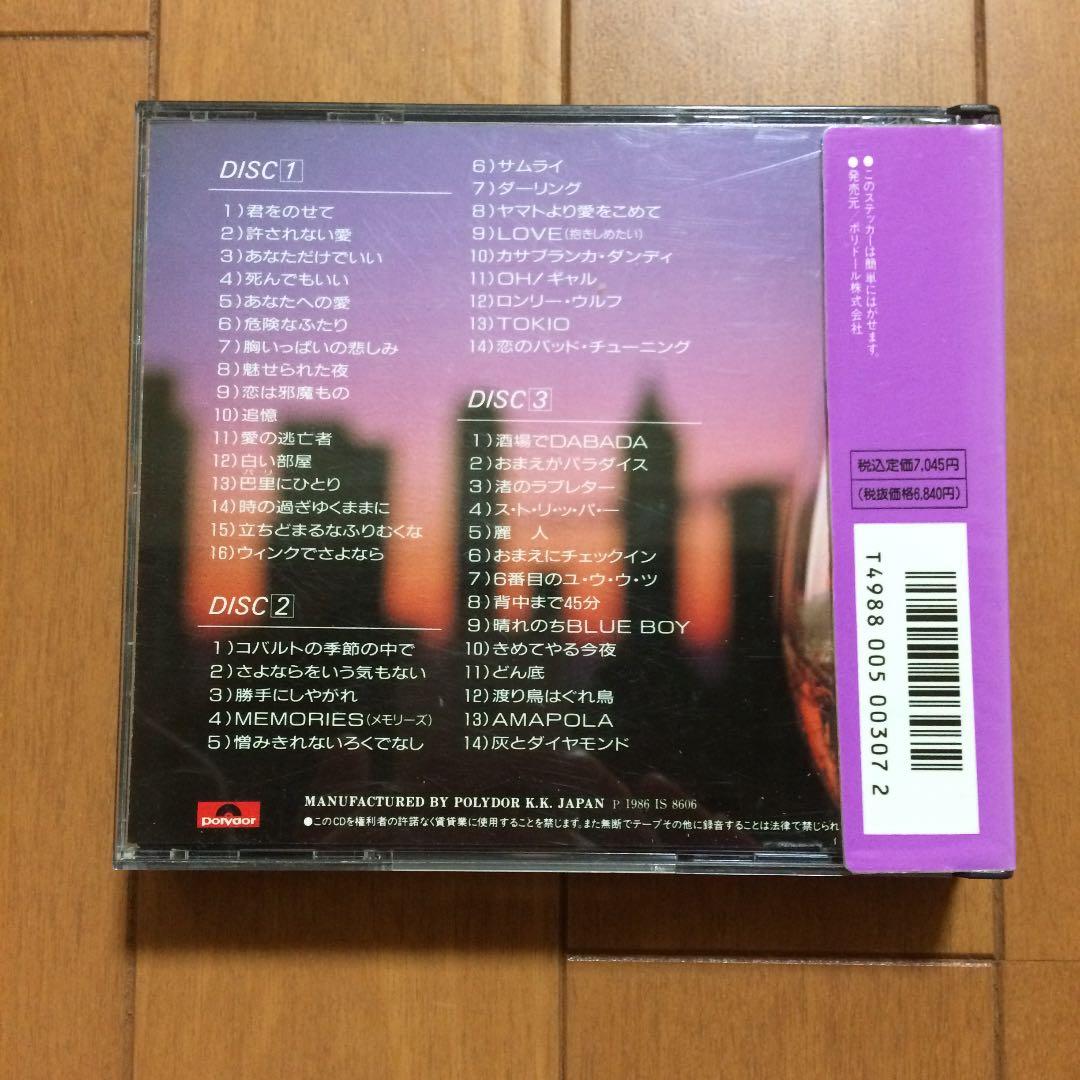 DISC1
1)君をのせて
2)許されない愛
3)あなただけでいい
4)死んでもいい
5)あなたへの愛
6)危険なふたり
7)胸いっぱいの悲しみ
8)魅せられた夜
9)恋は邪魔もの
10)追憶
11)愛の逃亡者
12)白い部屋
パリ
13)巴里にひとり
14)時の過ぎゆくままに
15)立ちどまるなふりむくな
16)ウィンクでさよなら
DISC2
1)コバルトの季節の中で
2)さよならをいう気もない
3)勝手にしやがれ
4)MEMORIES(メモリーズ)
5)憎みきれないろくでなし
6)サムライ
7)ダーリング
8)ヤマトより愛をこめて
9)LOVE(抱きしめたい)
10)カサブランカ・ダンディ
11)OH!ギャル
12)ロンリー・ウルフ
13)TOKIO
14)恋のバッド・チューニング
DISC3
1)酒場でDABADA
2)おまえがパラダイス
3)渚のラブレター
4)ス・ト・リ・ッ・パ・ー
5)麗 人
6)おまえにチェックイン
7)6番目のユ・ウ・ウ・ツ
8)背中まで45分
9)晴れのちBLUE BOY
10)きめてやる今夜
11)どん底
12)渡り鳥はぐれ鳥
13)AMAPOLA
14)灰とダイヤモンド
polydor
MANUFACTURED BY POLYDOR K.K. JAPAN P 1986 IS 8606
●このCDを権利者の許諾なく賃貸業に使用することを禁じます。また無断でテープその他に録音することは法律で禁じられ
●このステッカーは簡単にはがせます。
●発売元/ポリドール株式会社
税込定価7,045円
(税抜価格6,840円)
T4988 005 00307 2